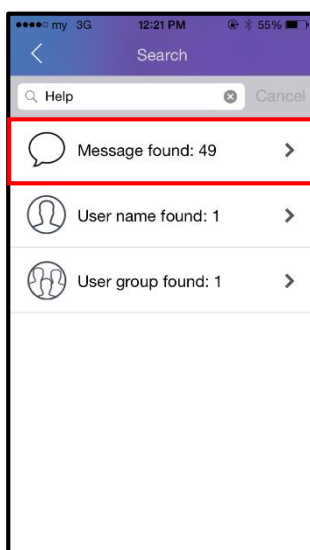 my 3G 12:21 PM 55%
Search
Help Cancel
Message found: 49
User name found: 1
User group found: 1